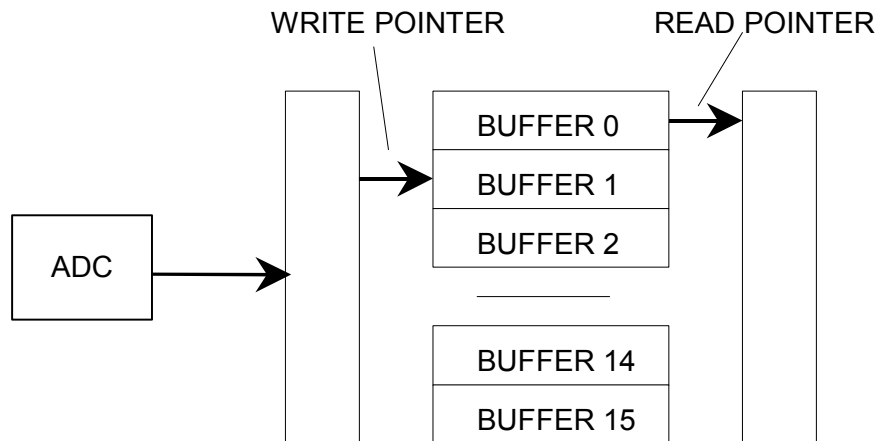 WRITE POINTER
READ POINTER
BUFFER 0
BUFFER 1
BUFFER 2
ADC
BUFFER 14
BUFFER 15